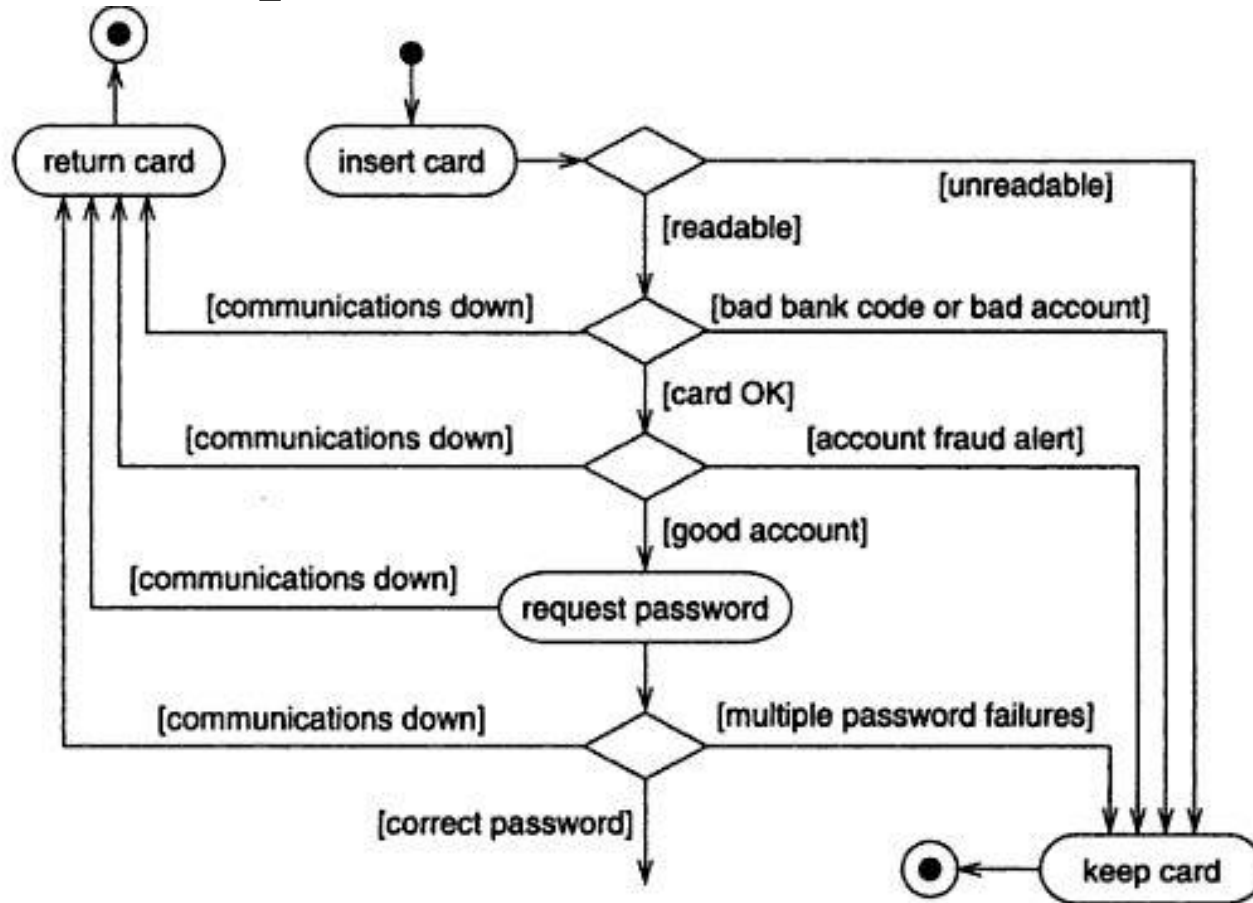 return card
insert card
[unreadable]
[readable]
[communications down]
[bad bank code or bad account]
[card OK]
[communications down]
[account fraud alert]
[good account]
[communications down]
request password
[communications down]
[multiple password failures]
[correct password]
keep card